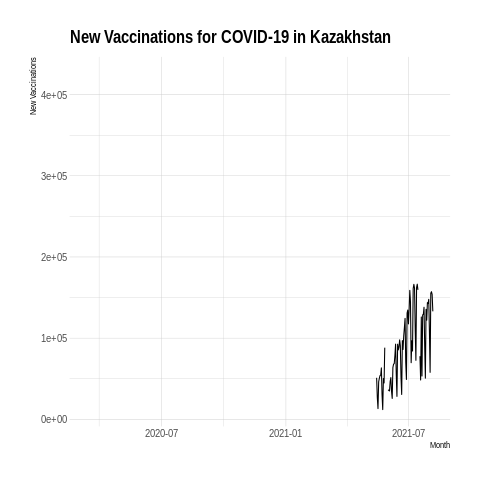 New Vaccinations for COVID-19 in Kazakhstan
New Vaccinations
4e+05
3e+05
2e+05
1e+05
0e+00
2020-07
2021-01
2021-07
Month